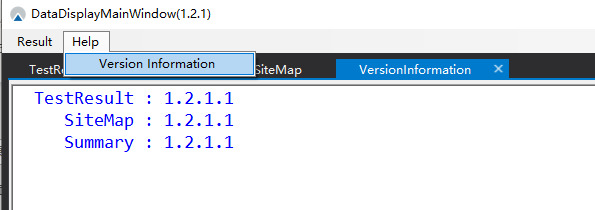 DataDisplayMainWindow(1.2.1)
Result Help
Version Information
TestRe SiteMap VersionInformation
TestResult : 1.2.1.1
SiteMap : 1.2.1.1
Summary : 1.2.1.1